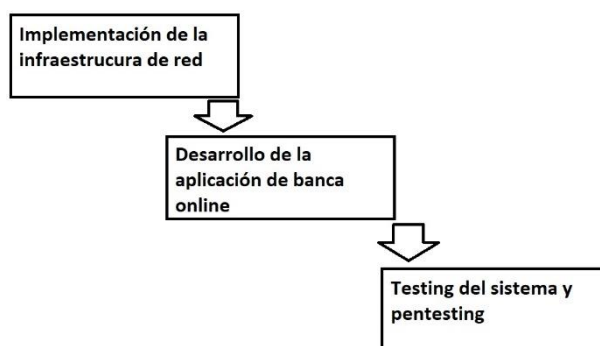 Implementación de la
infraestrucura de red
Desarrollo de la
aplicación de banca
online
Testing del sistema y
pentesting